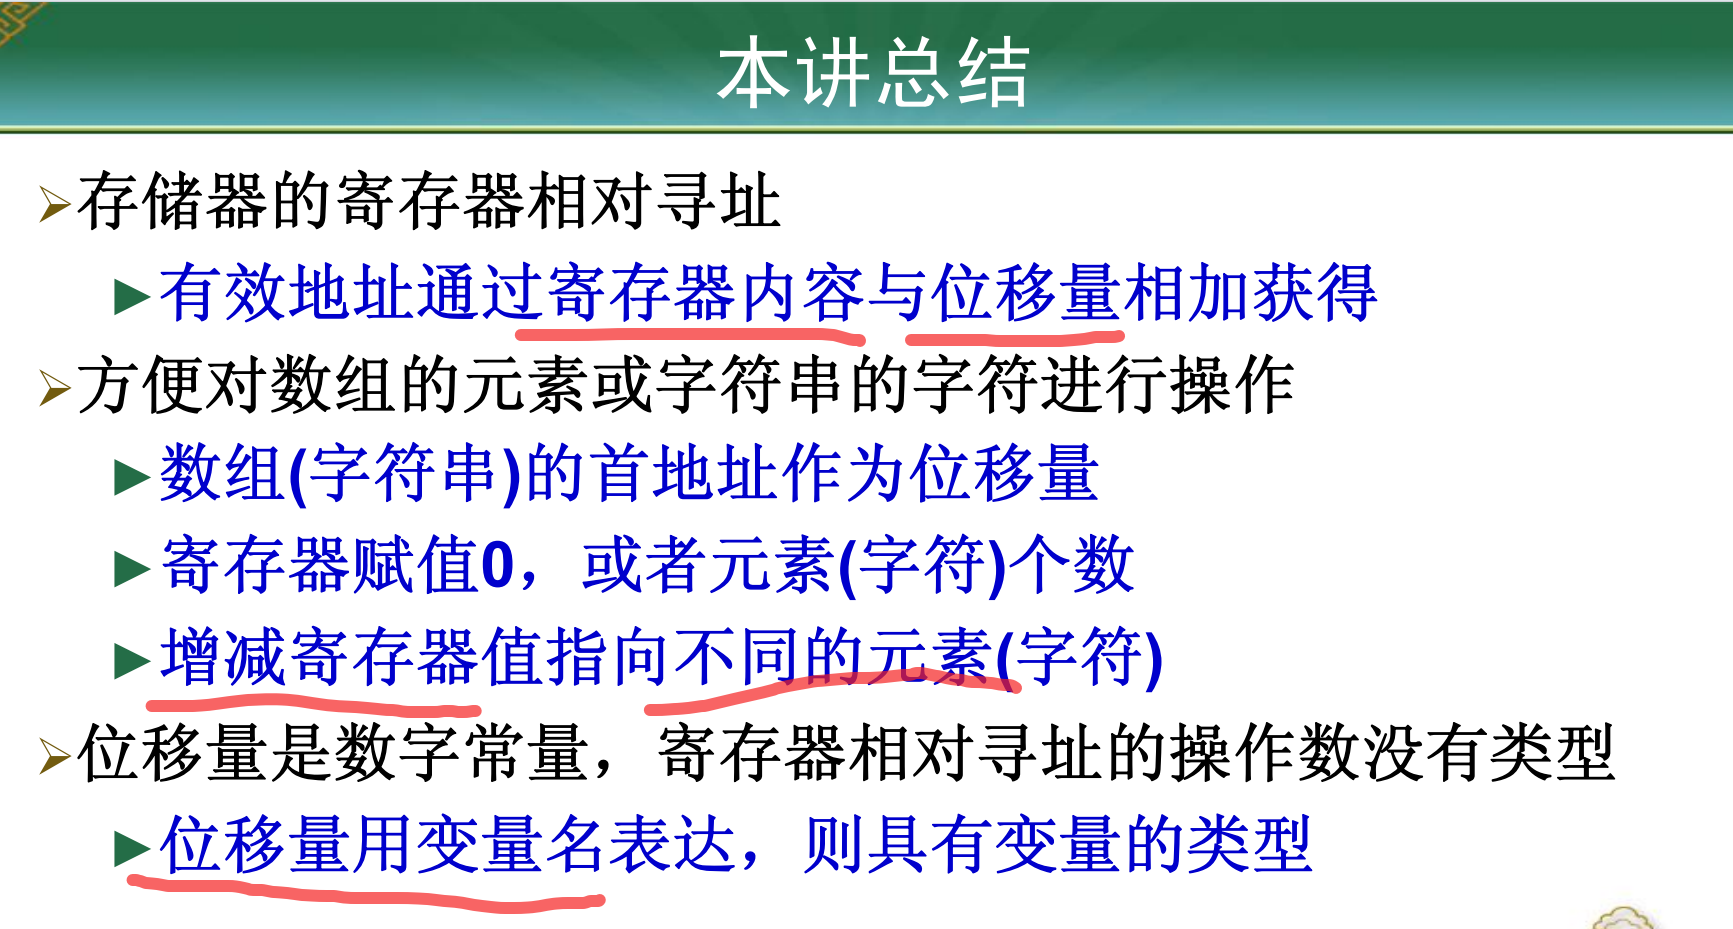 本讲总结
存储器的寄存器相对寻址
有效地址通过寄存器内容与位移量相加获得
方便对数组的元素或字符串的字符进行操作
数组(字符串)的首地址作为位移量
寄存器赋值0，或者元素(字符)个数
增减寄存器值指向不同的元素(字符)
位移量是数字常量，寄存器相对寻址的操作数没有类型
位移量用变量名表达，则具有变量的类型